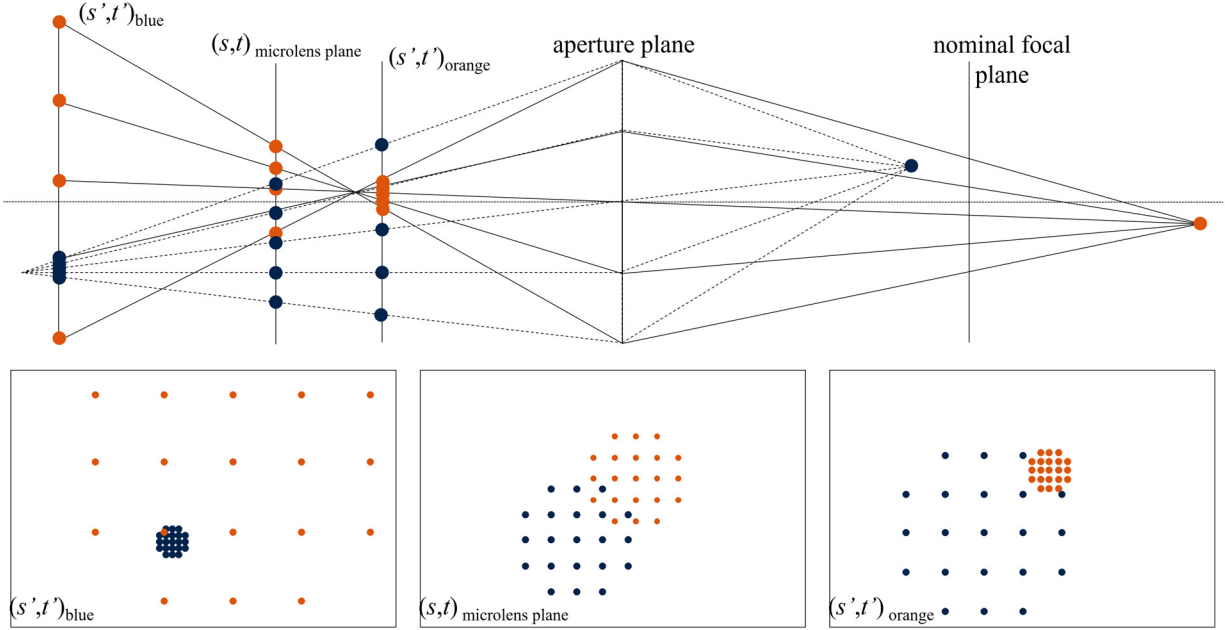 (s’,t’)blue
(s,t) microlens plane
(s’,t’)orange
aperture plane
nominal focal
plane
(s’,t’)blue
(s,t) microlens plane
(s’,t’) orange